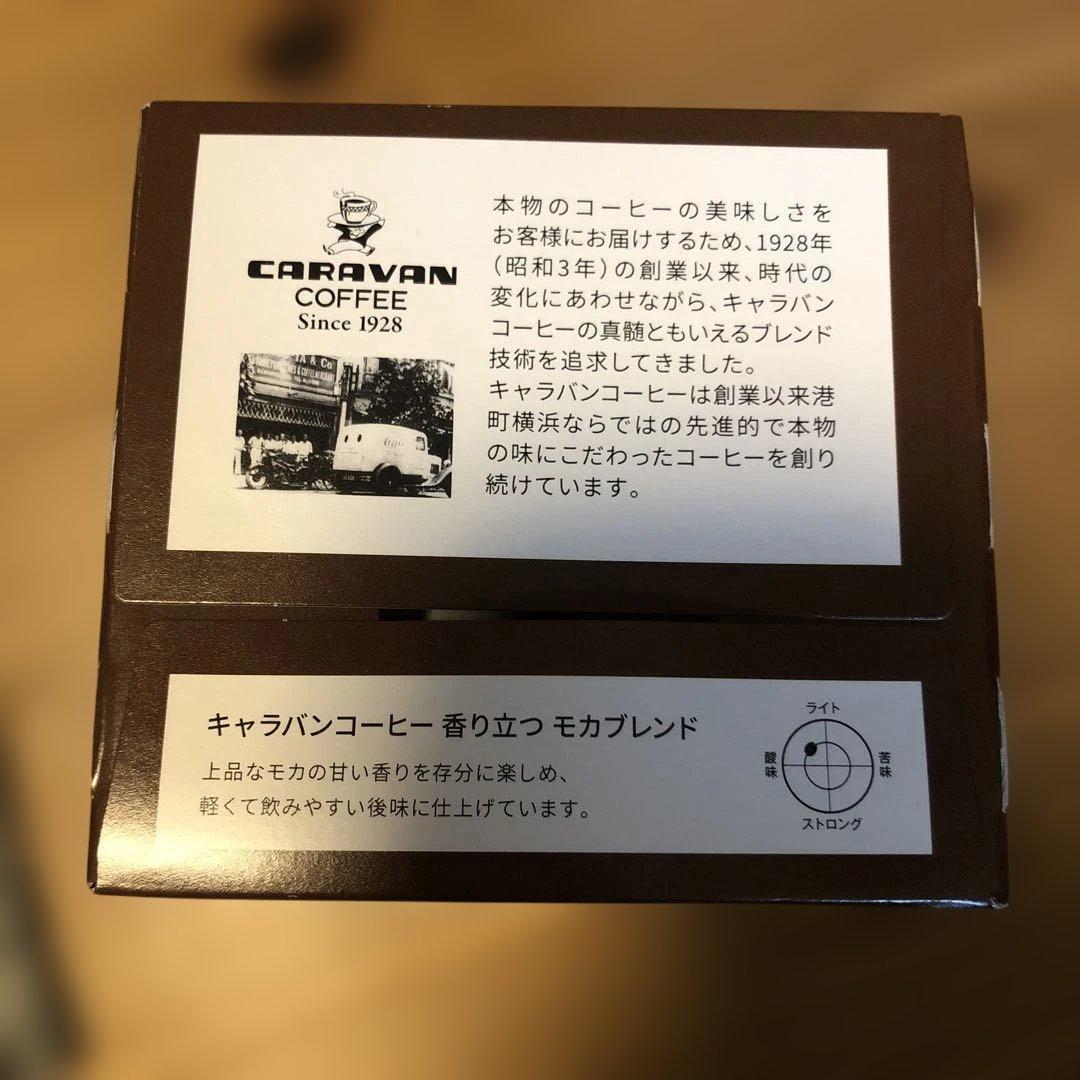 CARAVAN
COFFEE
Since 1928
本物のコーヒーの美味しさを
お客様にお届けするため、1928年
（昭和3年）の創業以来、時代の
変化にあわせながら、キャラバン
コーヒーの真髄ともいえるブレンド
技術を追求してきました。
キャラバンコーヒーは創業以来港
町横浜ならではの先進的で本物
の味にこだわったコーヒーを創り
続けています。
キャラバンコーヒー 香り立つ モカブレンド
上品なモカの甘い香りを存分に楽しめ、
軽くて飲みやすい後味に仕上げています。
ライト
酸味
苦味
ストロング